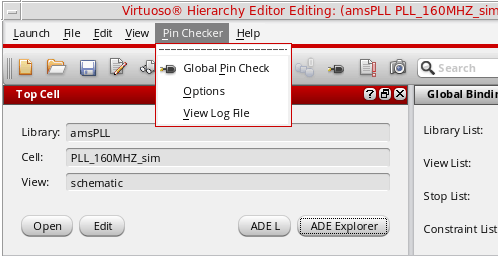 Virtuoso® Hierarchy Editor Editing: (amsPLL PLL_160MHZ_sim
Launch File Edit View Pin Checker Help
Global Pin Check
Options
View Log File
Search
Top Cell
Global Bindin
Library: amsPLL
Cell: PLL_160MHZ_sim
View: schematic
Open Edit ADE L ADE Explorer
Library List:
View List:
Stop List:
Constraint List